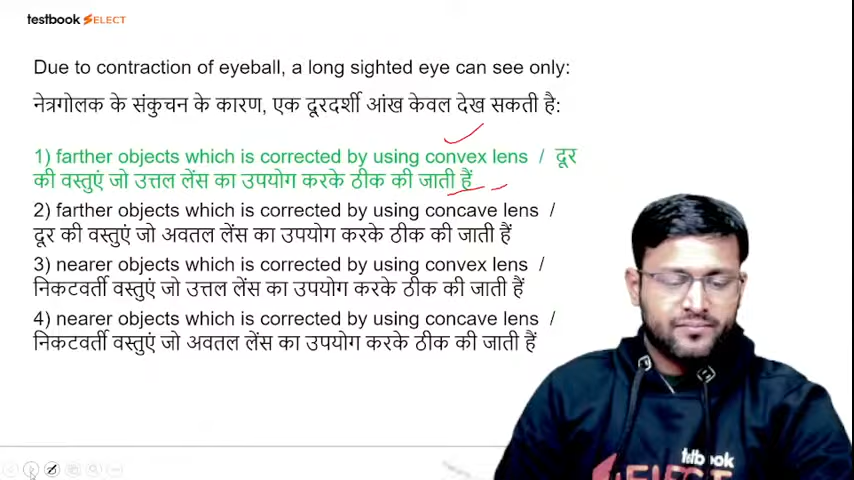 testbook SELECT
Due to contraction of eyeball, a long sighted eye can see only:
नेत्रगोलक के संकुचन के कारण, एक दूरदर्शी आंख केवल देख सकती है:
1) farther objects which is corrected by using convex lens / दूर
की वस्तुएं जो उत्तल लेंस का उपयोग करके ठीक की जाती हैं
2) farther objects which is corrected by using concave lens /
दूर की वस्तुएं जो अवतल लेंस का उपयोग करके ठीक की जाती हैं
3) nearer objects which is corrected by using convex lens /
निकटवर्ती वस्तुएं जो उत्तल लेंस का उपयोग करके ठीक की जाती हैं
4) nearer objects which is corrected by using concave lens /
निकटवर्ती वस्तुएं जो अवतल लेंस का उपयोग करके ठीक की जाती हैं
testbook
SELECT